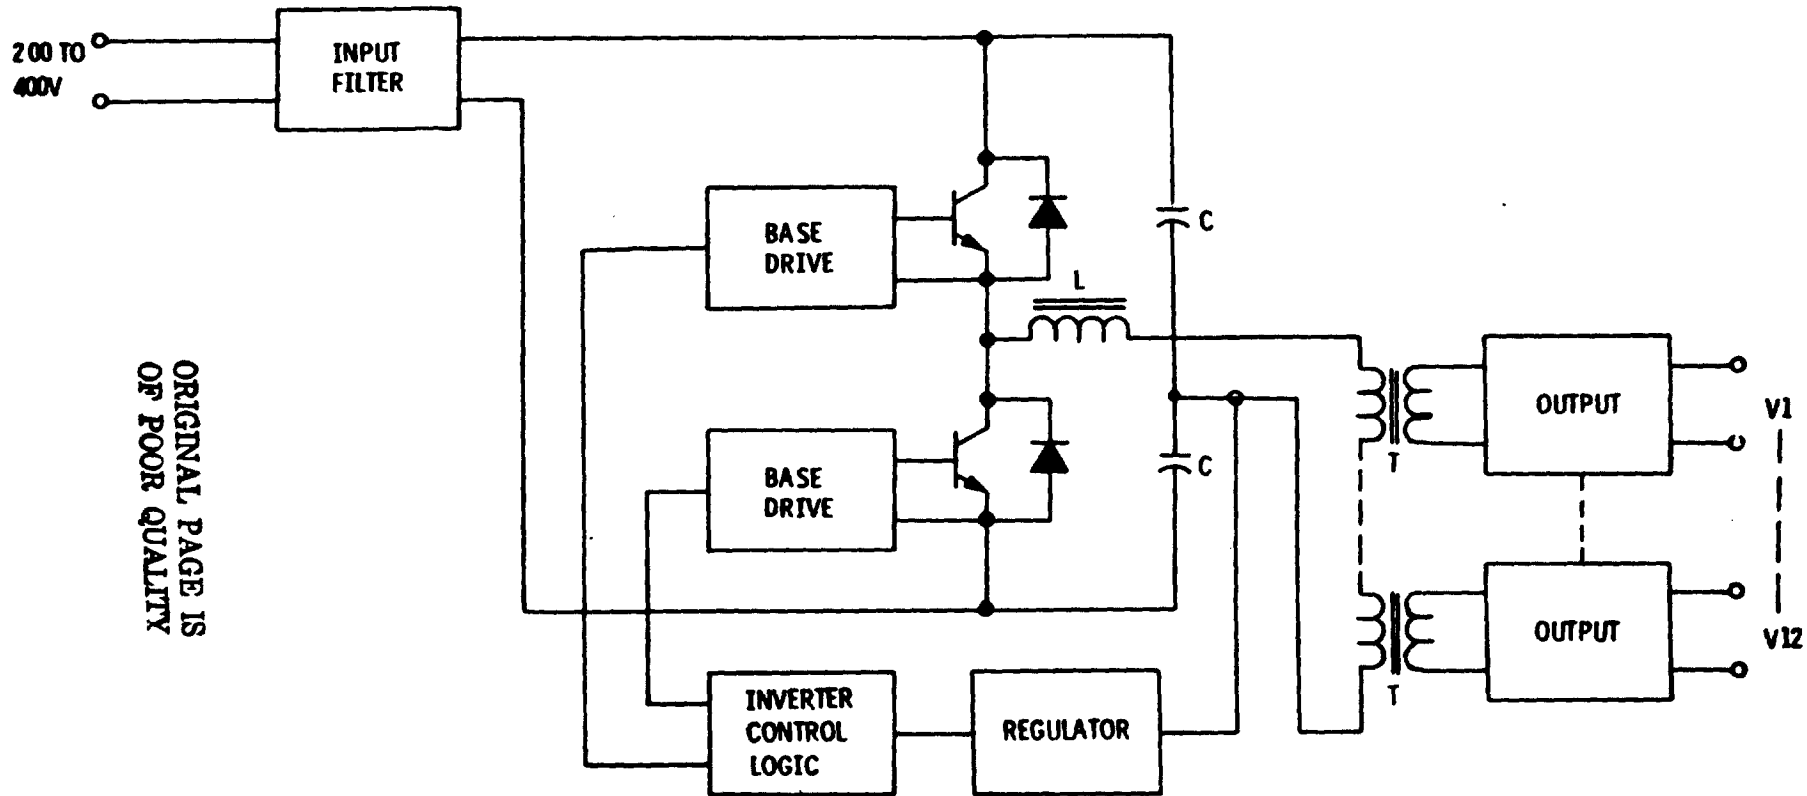 200 TO
400V
INPUT
FILTER
BASE
DRIVE
C
L
BASE
DRIVE
C
T
OUTPUT
V1
T
OUTPUT
V12
INVERTER
CONTROL
LOGIC
REGULATOR
ORIGINAL PAGE IS
OF POOR QUALITY